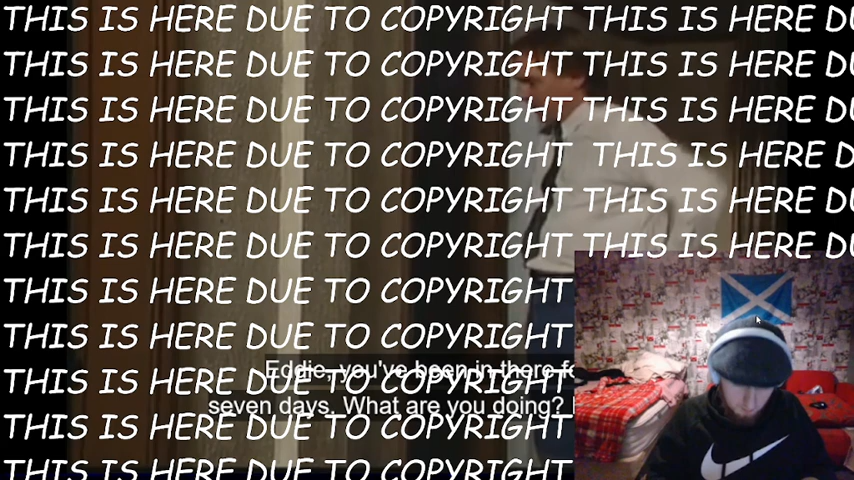 THIS IS HERE DUE TO COPYRIGHT THIS IS HERE DU
THIS IS HERE DUE TO COPYRIGHT THIS IS HERE DU
THIS IS HERE DUE TO COPYRIGHT THIS IS HERE DU
THIS IS HERE DUE TO COPYRIGHT THIS IS HERE D
THIS IS HERE DUE TO COPYRIGHT THIS IS HERE DU
THIS IS HERE DUE TO COPYRIGHT THIS IS HERE DU
THIS IS HERE DUE TO COPYRIGHT
THIS IS HERE DUE TO COPYRIGHT
Eddie, you've been in there fo
THIS IS HERE DUE TO COPYRIGHT
seven days. What are you doing?
THIS IS HERE DUE TO COPYRIGHT
THIS IS HERE DUE TO COPYRIGHT